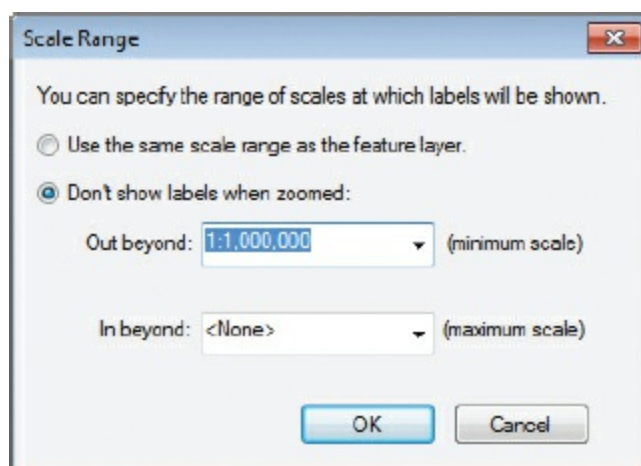 Scale Range
You can specify the range of scales at which labels will be shown.
Use the same scale range as the feature layer.
Don't show labels when zoomed:
Out beyond: 1:1,000,000 (minimum scale)
In beyond: <None> (maximum scale)
OK Cancel